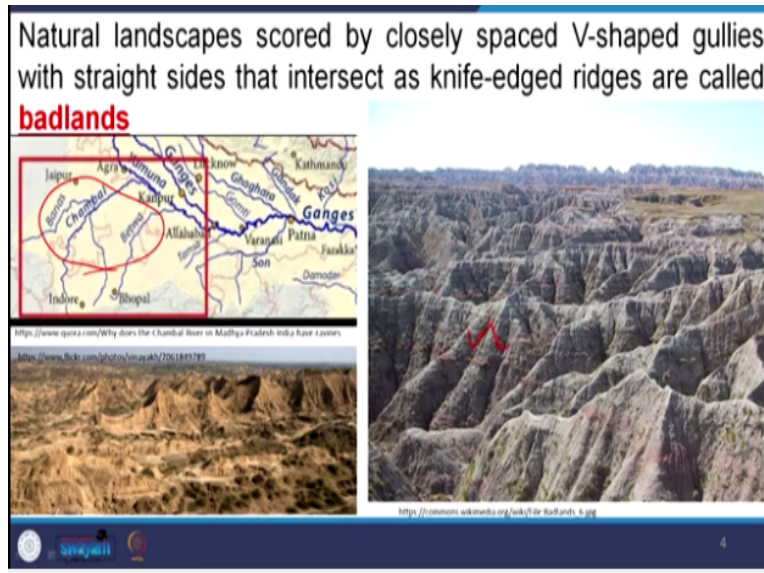 Natural landscapes scored by closely spaced V-shaped gullies
with straight sides that intersect as knife-edged ridges are called
badlands
Agra
Jaipur
Yamuna
Ganges
Lucknow
Kathmandu
Ghaghara
Gandak
Kosi
Banas
Chambal
Kanpur
Gomti
Betwa
Ganges
Allahabad
Varanasi
Patna
Farakka
Son
Damodar
Indore
Bhopal
https://www.quora.com/Why does the Chambal River in Madhya Pradesh India have ravines
https://www.flickr.com/photos/vinayakh/7061849789
https://commons.wikimedia.org/wiki/File:Badlands_6.jpg
swayam
4